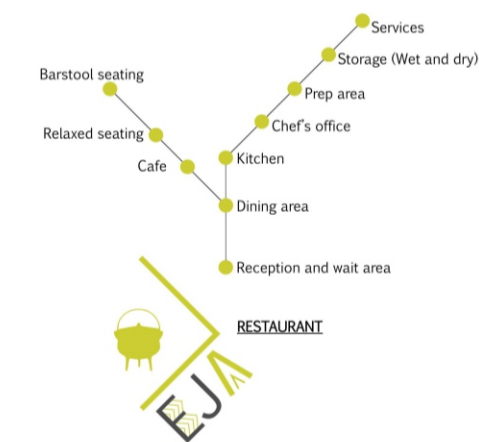 Services
Storage (Wet and dry)
Barstool seating
Prep area
Chef's office
Relaxed seating
Kitchen
Cafe
Dining area
Reception and wait area
RESTAURANT
EJA